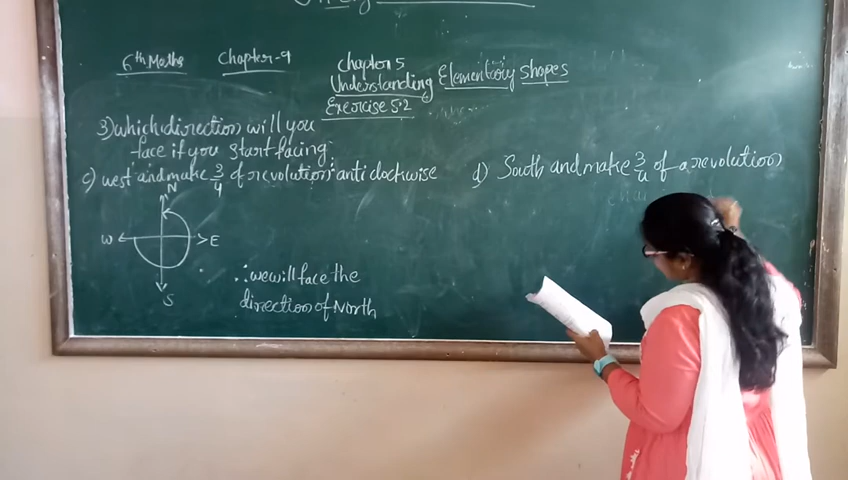 6th Maths
Chapter-9
Chapter 5
Understanding Elementory shapes
Exercise 5.2
3) which direction will you
face if you start facing:
c) west and make 3/4 of revolution: anti clockwise
N
W
E
S
∴ we will face the
direction of North
d) South and make 3/4 of a revolution